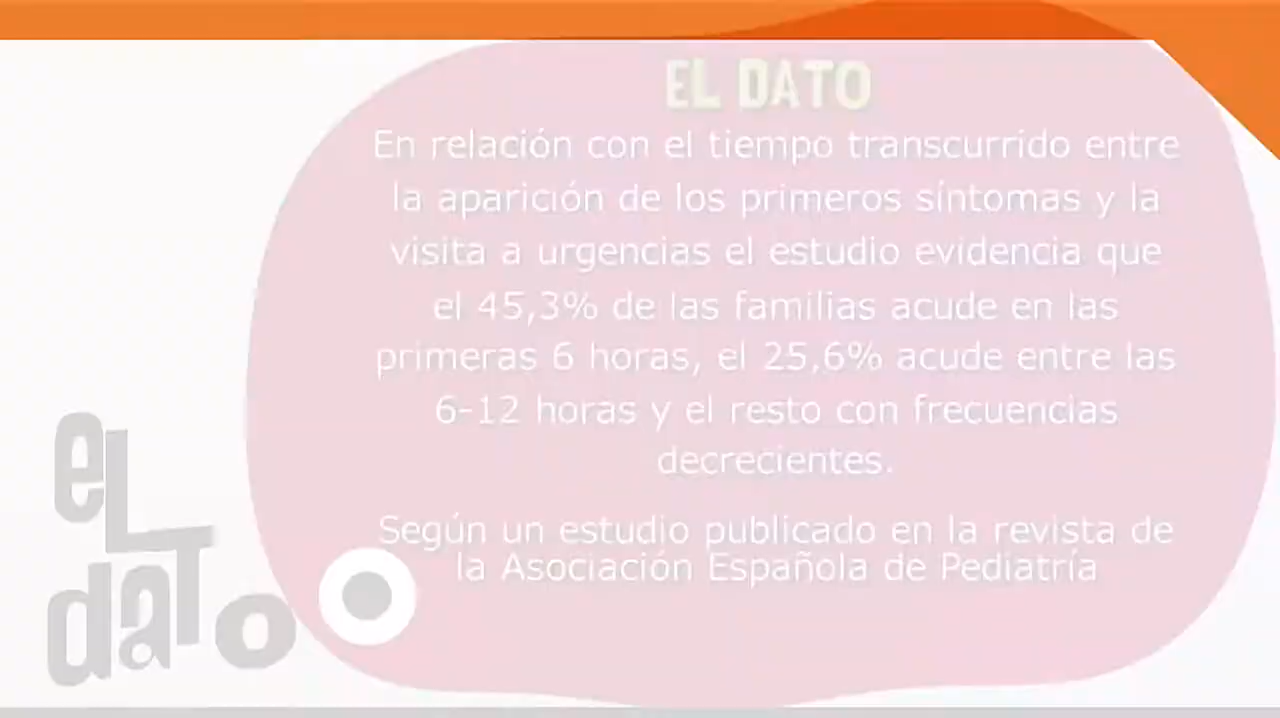 EL DATO
En relación con el tiempo transcurrido entre
la aparición de los primeros síntomas y la
visita a urgencias el estudio evidencia que
el 45,3% de las familias acude en las
primeras 6 horas, el 25,6% acude entre las
6-12 horas y el resto con frecuencias
decrecientes.
Según un estudio publicado en la revista de
la Asociación Española de Pediatría
eL
daTo